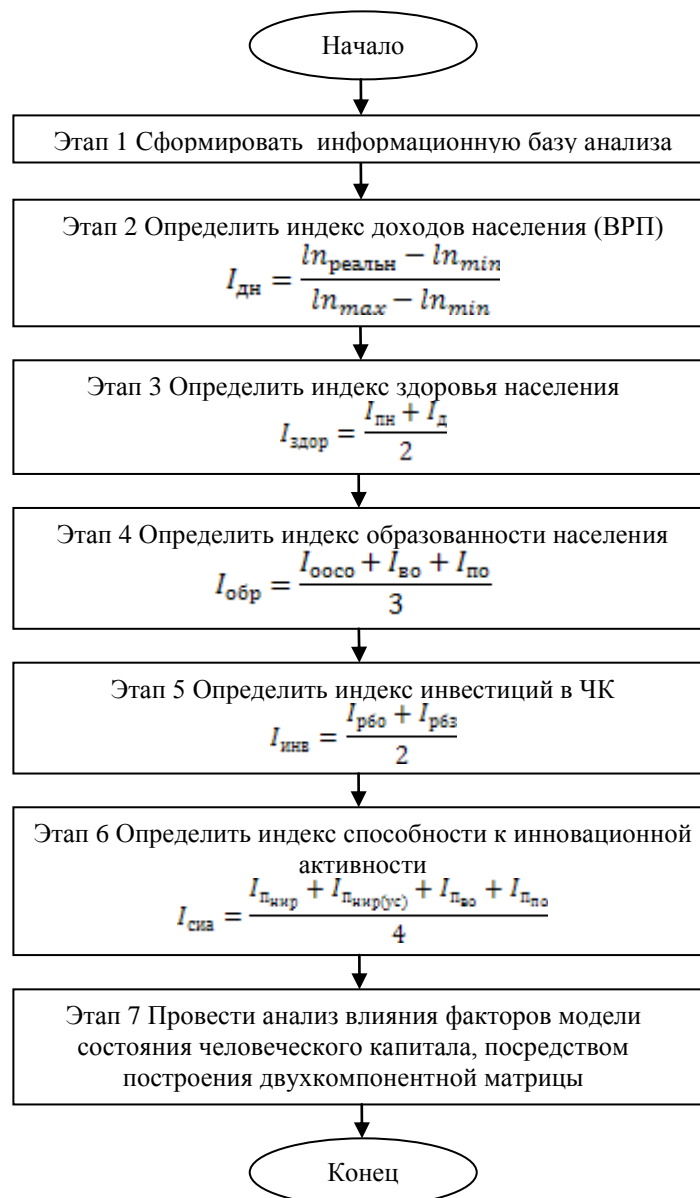 Начало
Этап 1 Сформировать информационную базу анализа
Этап 2 Определить индекс доходов населения (ВРП)
I_дн = (ln_реальн − ln_min) / (ln_max − ln_min)
Этап 3 Определить индекс здоровья населения
I_здор = (I_пн + I_д) / 2
Этап 4 Определить индекс образованности населения
I_обр = (I_оосо + I_во + I_по) / 3
Этап 5 Определить индекс инвестиций в ЧК
I_инв = (I_рбо + I_рбз) / 2
Этап 6 Определить индекс способности к инновационной
активности
I_сиа = (I_п_нир + I_п_нир(ус) + I_п_во + I_п_по) / 4
Этап 7 Провести анализ влияния факторов модели
состояния человеческого капитала, посредством
построения двухкомпонентной матрицы
Конец